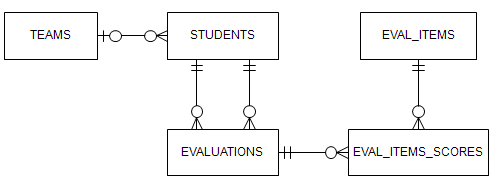 TEAMS
STUDENTS
EVAL_ITEMS
EVALUATIONS
EVAL_ITEMS_SCORES